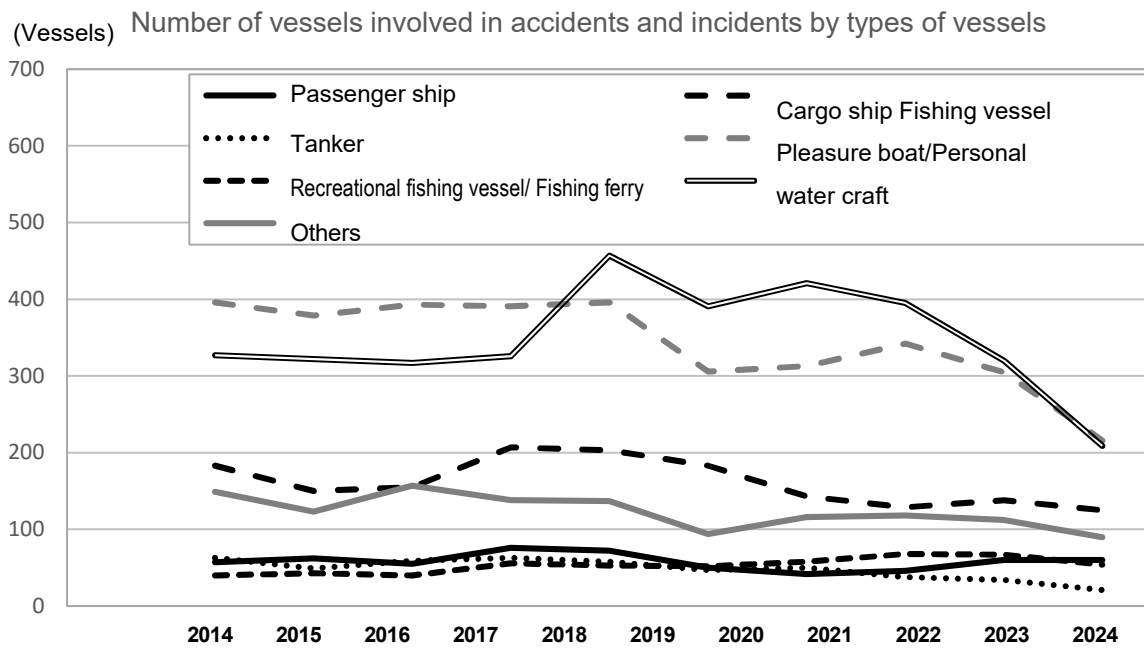 Number of vessels involved in accidents and incidents by types of vessels
(Vessels)
700
600
500
400
300
200
100
0
Passenger ship
Cargo ship Fishing vessel
Tanker
Pleasure boat/Personal
Recreational fishing vessel/ Fishing ferry
water craft
Others
2014 2015 2016 2017 2018 2019 2020 2021 2022 2023 2024